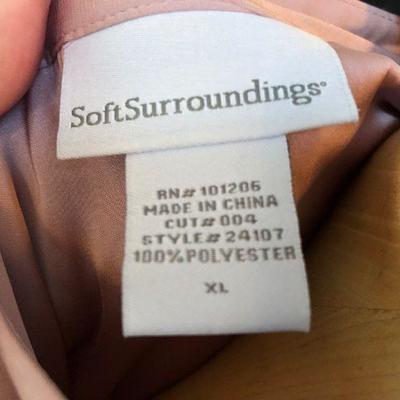 SoftSurroundings®
RN# 101206
MADE IN CHINA
CUT# 004
STYLE# 24107
100% POLYESTER
XL